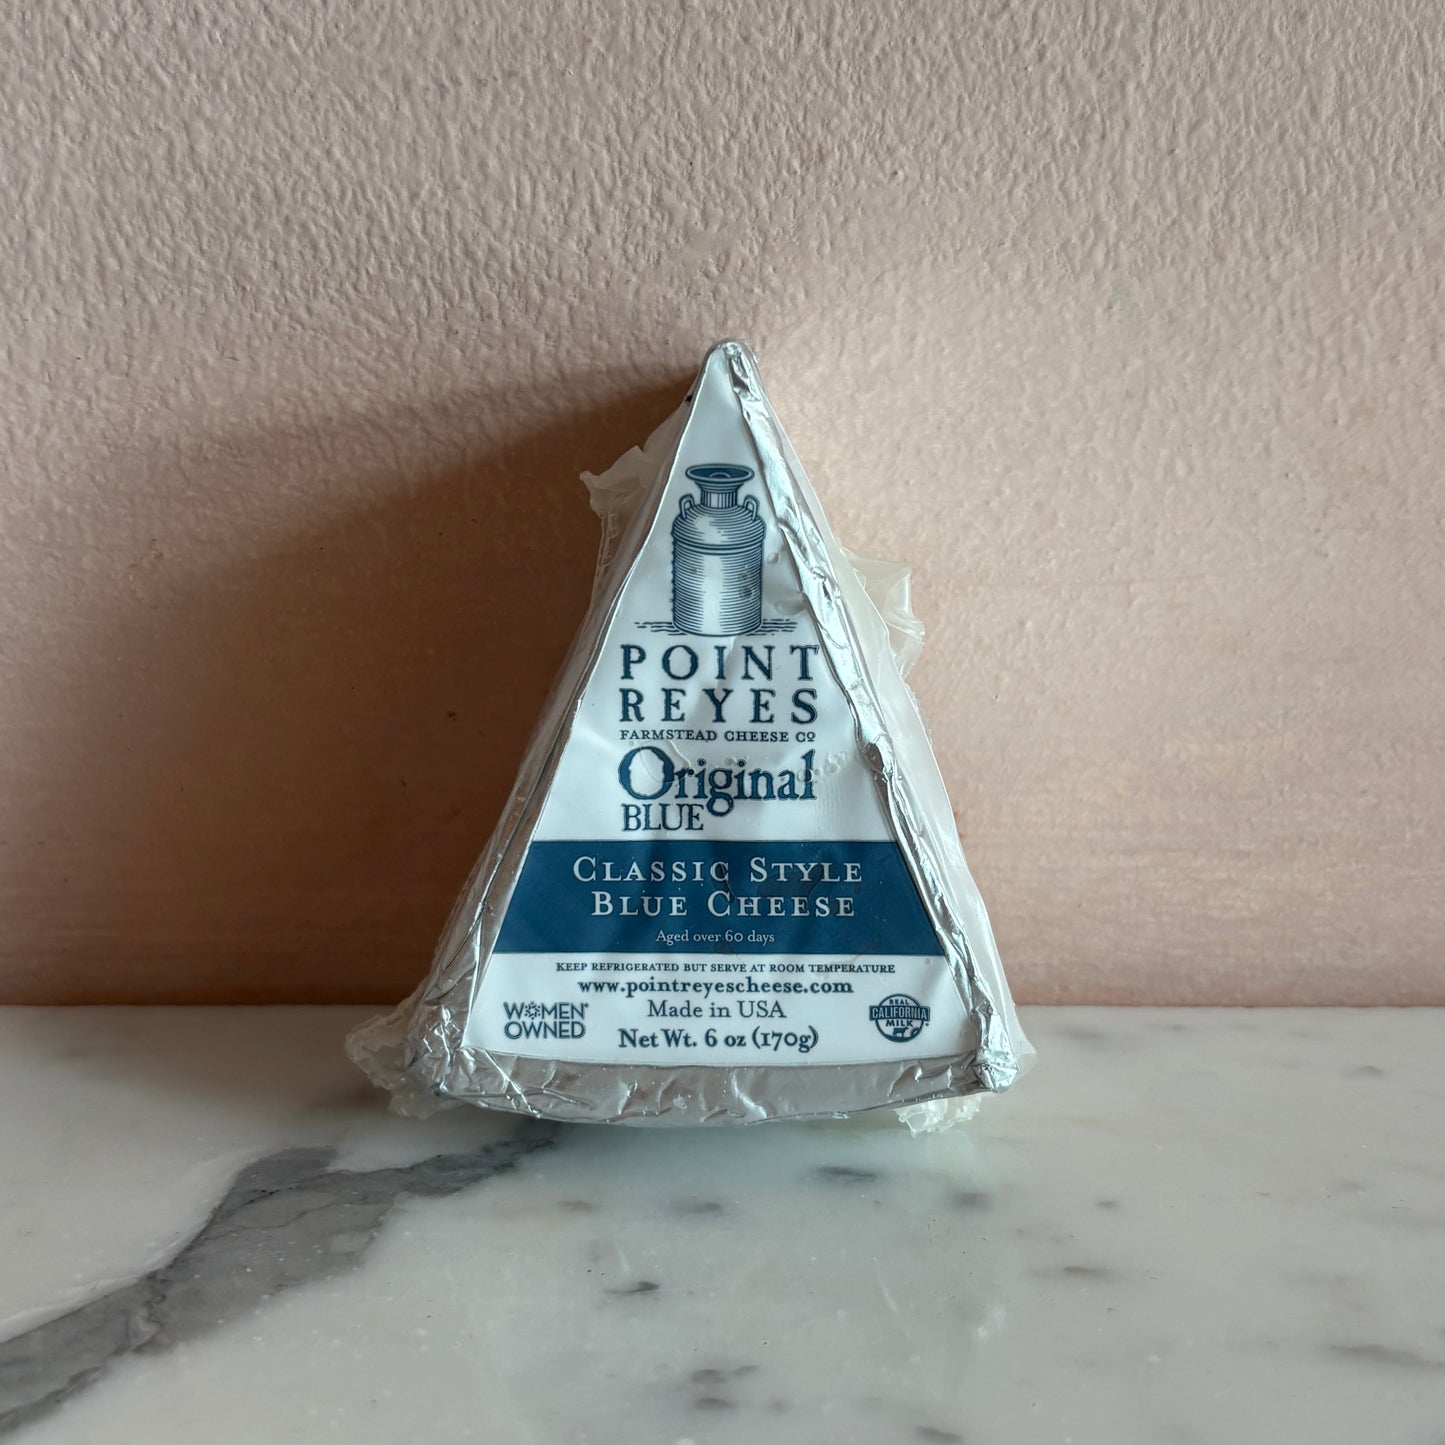 POINT
REYES
FARMSTEAD CHEESE Cº
Original
BLUE
CLASSIC STYLE
BLUE CHEESE
Aged over 60 days
KEEP REFRIGERATED BUT SERVE AT ROOM TEMPERATURE
www.pointreyescheese.com
Made in USA
Net Wt. 6 oz (170g)
WOMEN
OWNED
REAL
CALIFORNIA
MILK